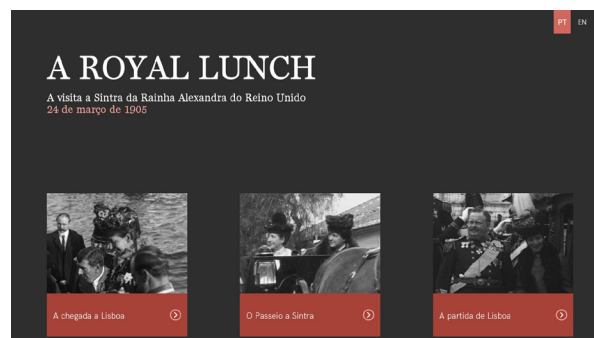 PT EN
A ROYAL LUNCH
A visita a Sintra da Rainha Alexandra do Reino Unido
24 de março de 1905
A chegada a Lisboa
O Passeio a Sintra
A partida de Lisboa